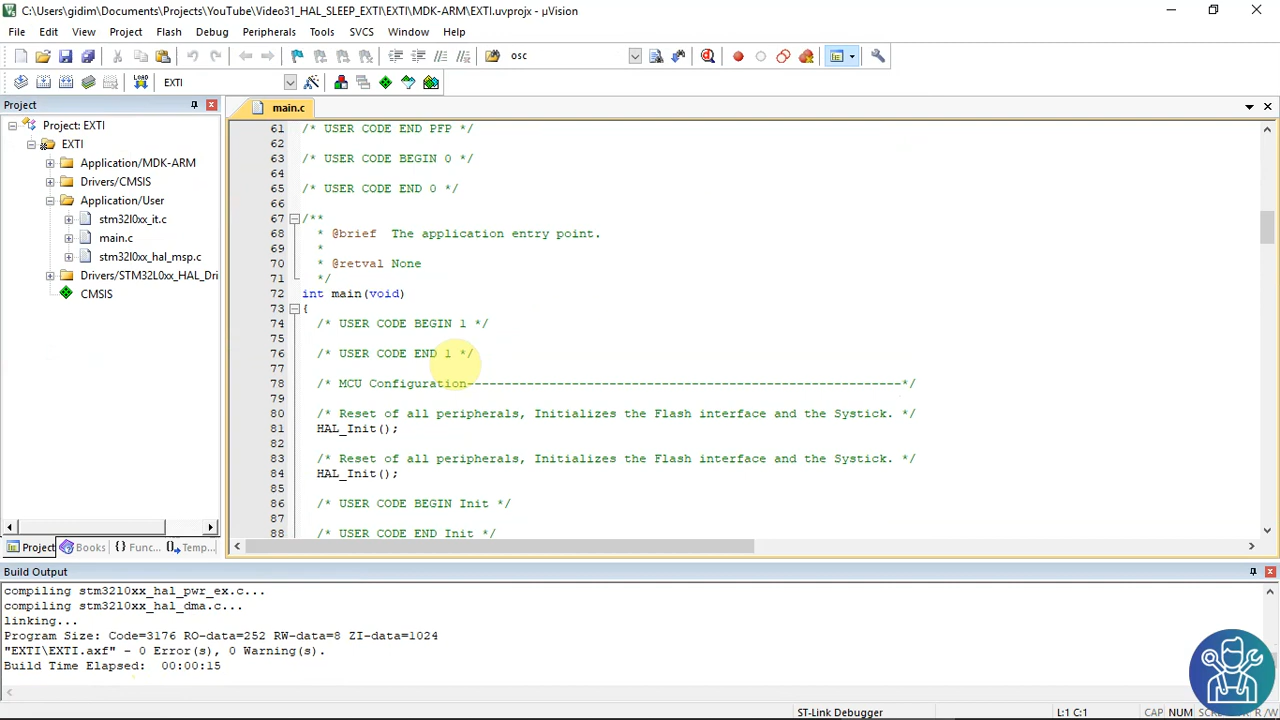 C:\Users\gidim\Documents\Projects\YouTube\Video31_HAL_SLEEP_EXTI\EXTI\MDK-ARM\EXTI.uvprojx - µVision
File Edit View Project Flash Debug Peripherals Tools SVCS Window Help
osc
LOAD EXTI
Project
main.c
Project: EXTI
EXTI
Application/MDK-ARM
Drivers/CMSIS
Application/User
stm32l0xx_it.c
main.c
stm32l0xx_hal_msp.c
Drivers/STM32L0xx_HAL_Dri
CMSIS
Project Books {} Func... Temp...
61 /* USER CODE END PFP */
62
63 /* USER CODE BEGIN 0 */
64
65 /* USER CODE END 0 */
66
67 /**
68 * @brief  The application entry point.
69 *
70 * @retval None
71 */
72 int main(void)
73 {
74 /* USER CODE BEGIN 1 */
75
76 /* USER CODE END 1 */
77
78 /* MCU Configuration----------------------------------------------------------*/
79
80 /* Reset of all peripherals, Initializes the Flash interface and the Systick. */
81 HAL_Init();
82
83 /* Reset of all peripherals, Initializes the Flash interface and the Systick. */
84 HAL_Init();
85
86 /* USER CODE BEGIN Init */
87
88 /* USER CODE END Init */
Build Output
compiling stm32l0xx_hal_pwr_ex.c...
compiling stm32l0xx_hal_dma.c...
linking...
Program Size: Code=3176 RO-data=252 RW-data=8 ZI-data=1024
"EXTI\EXTI.axf" - 0 Error(s), 0 Warning(s).
Build Time Elapsed:  00:00:15
ST-Link Debugger L:1 C:1 CAP NUM R/W